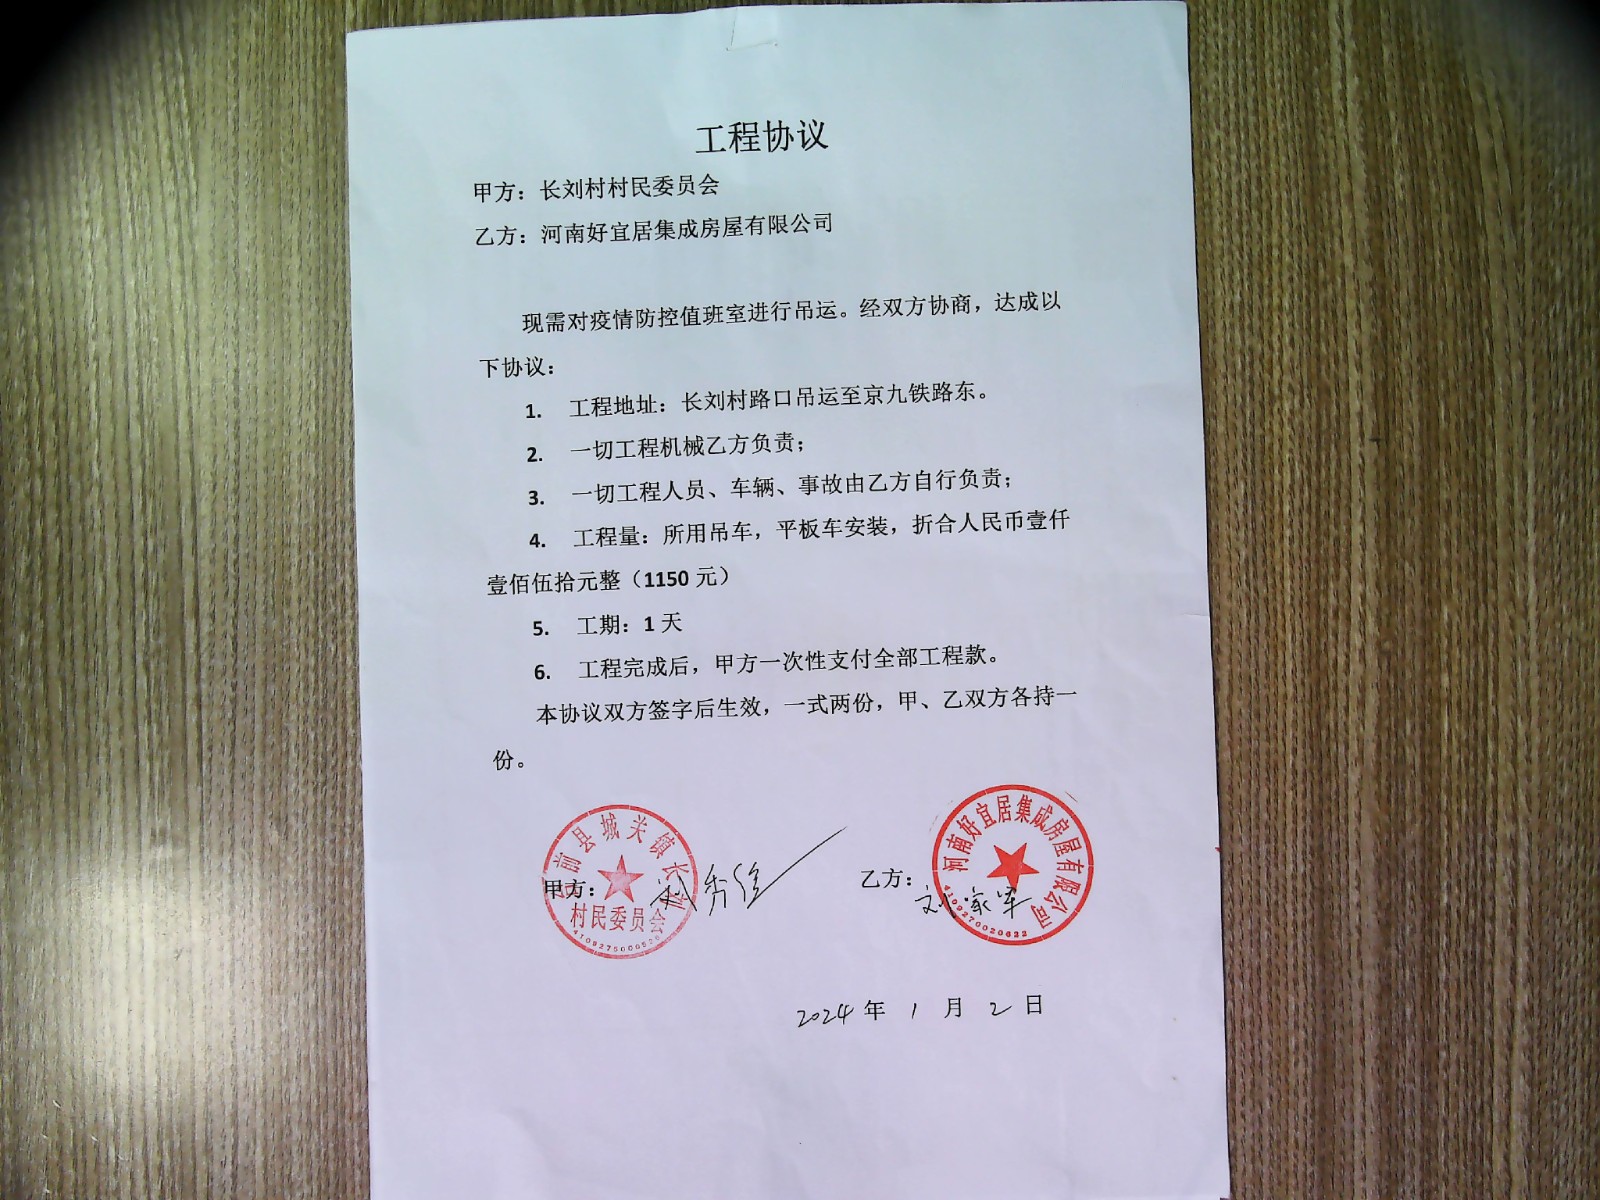 工程协议
甲方：长刘村村民委员会
乙方：河南好宜居集成房屋有限公司
现需对疫情防控值班室进行吊运。经双方协商，达成以
下协议：
1. 工程地址：长刘村路口吊运至京九铁路东。
2. 一切工程机械乙方负责；
3. 一切工程人员、车辆、事故由乙方自行负责；
4. 工程量：所用吊车，平板车安装，折合人民币壹仟
壹佰伍拾元整（1150 元）
5. 工期：1 天
6. 工程完成后，甲方一次性支付全部工程款。
本协议双方签字后生效，一式两份，甲、乙双方各持一
份。
甲方：
台前县城关镇长刘
村民委员会
乙方：
刘家军
河南好宜居集成房屋有限公司
4109270020622
2024 年 1 月 2 日